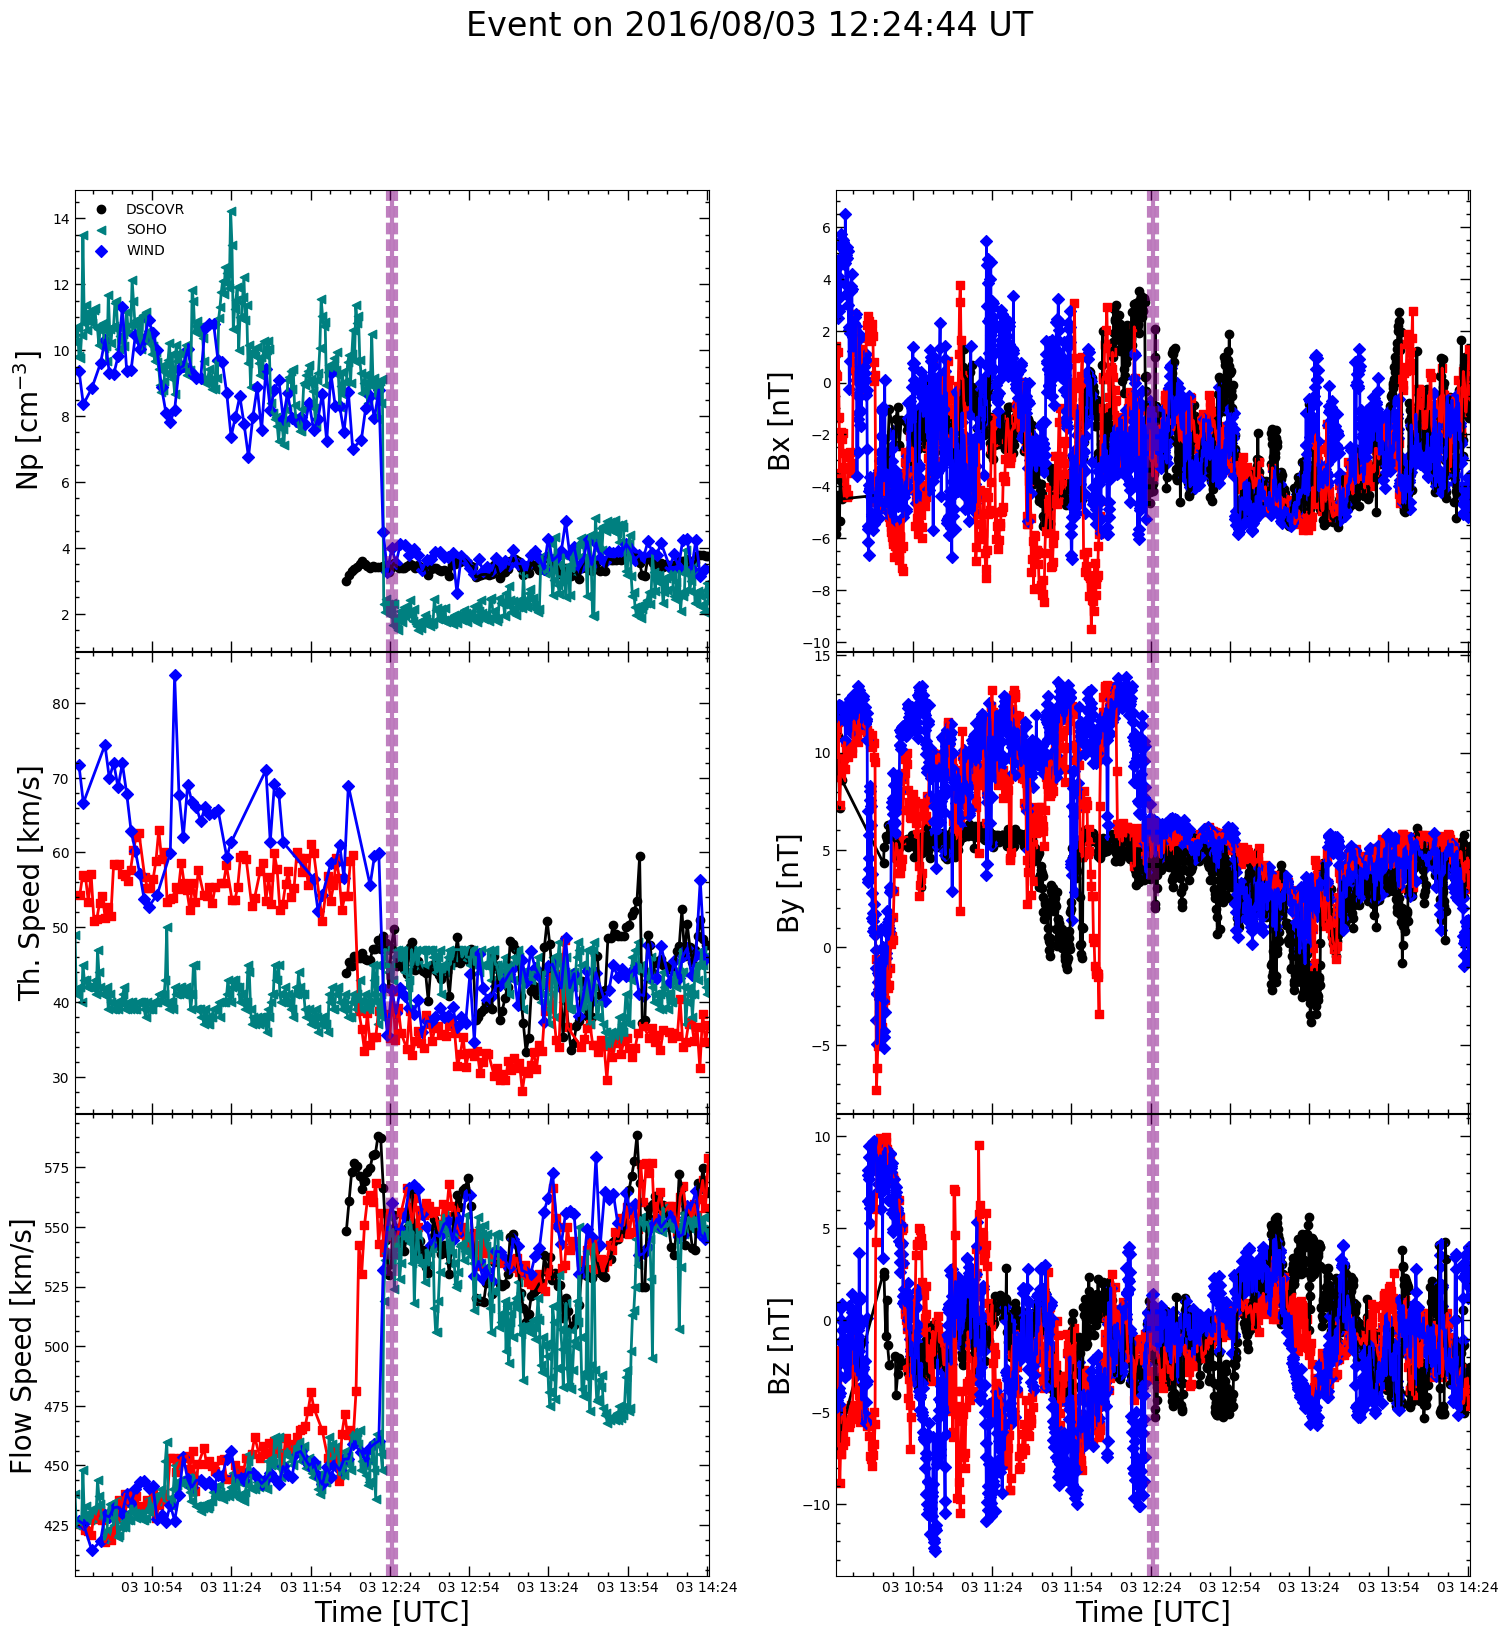 Event on 2016/08/03 12:24:44 UT
DSCOVR
SOHO
WIND
Np [cm⁻³]
14
12
10
8
6
4
2
Th. Speed [km/s]
80
70
60
50
40
30
Flow Speed [km/s]
575
550
525
500
475
450
425
03 10:54 03 11:24 03 11:54 03 12:24 03 12:54 03 13:24 03 13:54 03 14:24
Time [UTC]
Bx [nT]
6
4
2
0
−2
−4
−6
−8
−10
By [nT]
15
10
5
0
−5
Bz [nT]
10
5
0
−5
−10
03 10:54 03 11:24 03 11:54 03 12:24 03 12:54 03 13:24 03 13:54 03 14:24
Time [UTC]